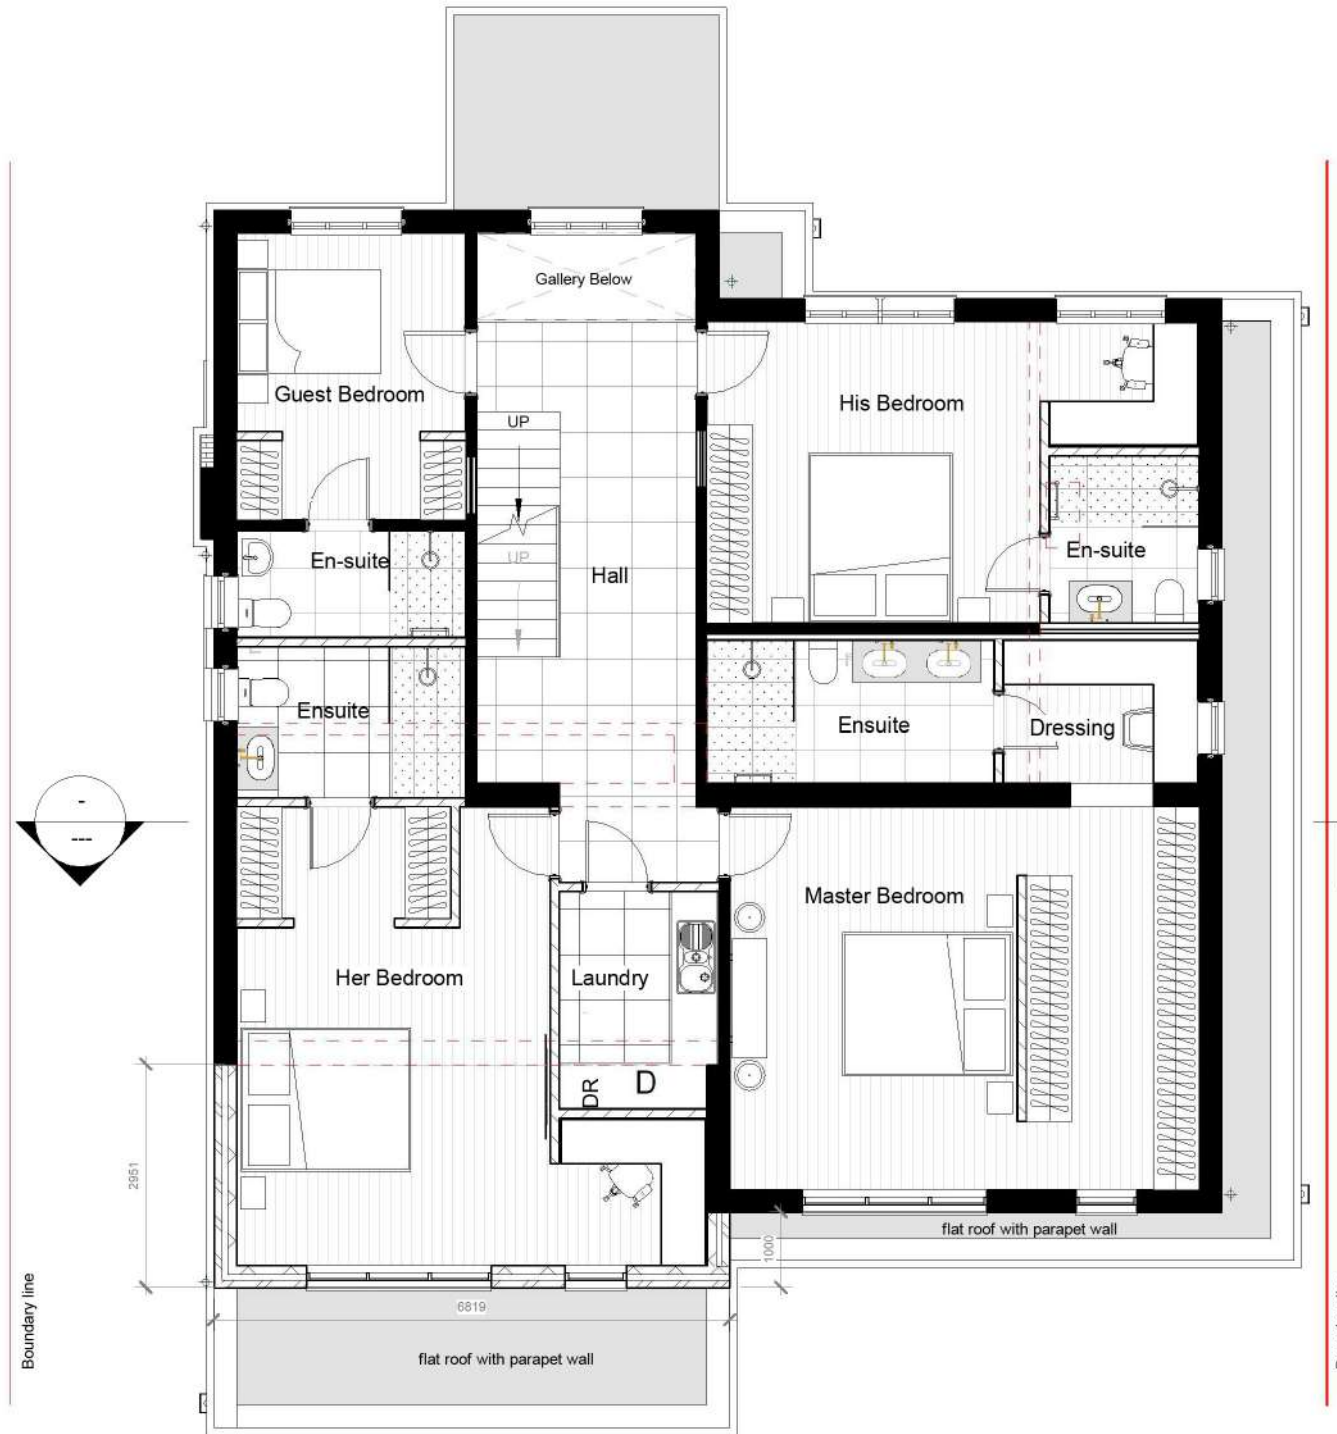 Gallery Below
Guest Bedroom
His Bedroom
UP
UP
En-suite
En-suite
Hall
Ensuite
Ensuite
Dressing
-
---
Master Bedroom
Her Bedroom
Laundry
DR
D
2951
1000
flat roof with parapet wall
6819
flat roof with parapet wall
Boundary line